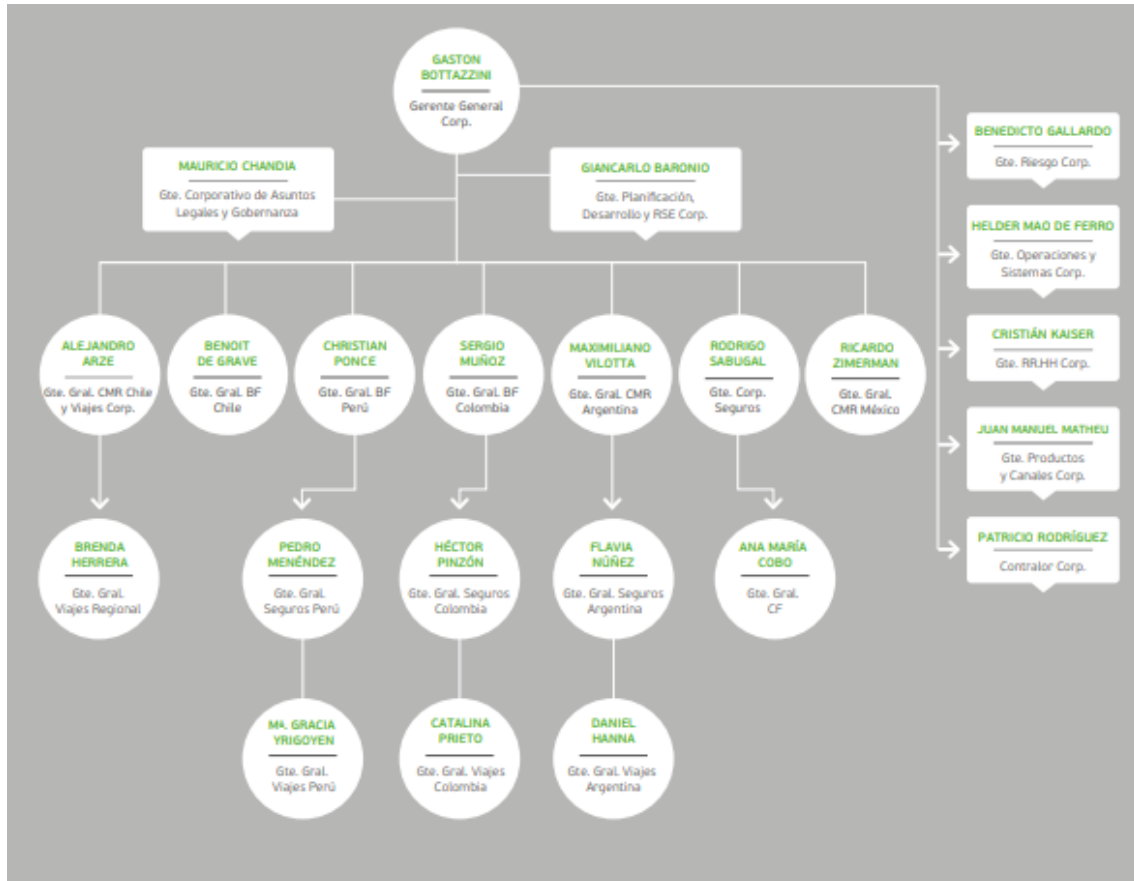 GASTON
BOTTAZZINI
Gerente General
Corp.
MAURICIO CHANDIA
Gte. Corporativo de Asuntos
Legales y Gobernanza
GIANCARLO BARONIO
Gte. Planificación,
Desarrollo y RSE Corp.
BENEDICTO GALLARDO
Gte. Riesgo Corp.
HELDER MAO DE FERRO
Gte. Operaciones y
Sistemas Corp.
CRISTIÁN KAISER
Gte. RR.HH Corp.
JUAN MANUEL MATHEU
Gte. Productos
y Canales Corp.
PATRICIO RODRÍGUEZ
Contralor Corp.
ALEJANDRO
ARZE
Gte. Gral. CMR Chile
y Viajes Corp.
BENOIT
DE GRAVE
Gte. Gral. BF
Chile
CHRISTIAN
PONCE
Gte. Gral. BF
Perú
SERGIO
MUÑOZ
Gte. Gral. BF
Colombia
MAXIMILIANO
VILOTTA
Gte. Gral. CMR
Argentina
RODRIGO
SABUGAL
Gte. Corp.
Seguros
RICARDO
ZIMERMAN
Gte. Gral.
CMR México
BRENDA
HERRERA
Gte. Gral.
Viajes Regional
PEDRO
MENÉNDEZ
Gte. Gral.
Seguros Perú
HÉCTOR
PINZÓN
Gte. Gral. Seguros
Colombia
FLAVIA
NÚÑEZ
Gte. Gral. Seguros
Argentina
ANA MARÍA
COBO
Gte. Gral.
CF
Mª. GRACIA
YRIGOYEN
Gte. Gral.
Viajes Perú
CATALINA
PRIETO
Gte. Gral. Viajes
Colombia
DANIEL
HANNA
Gte. Gral. Viajes
Argentina